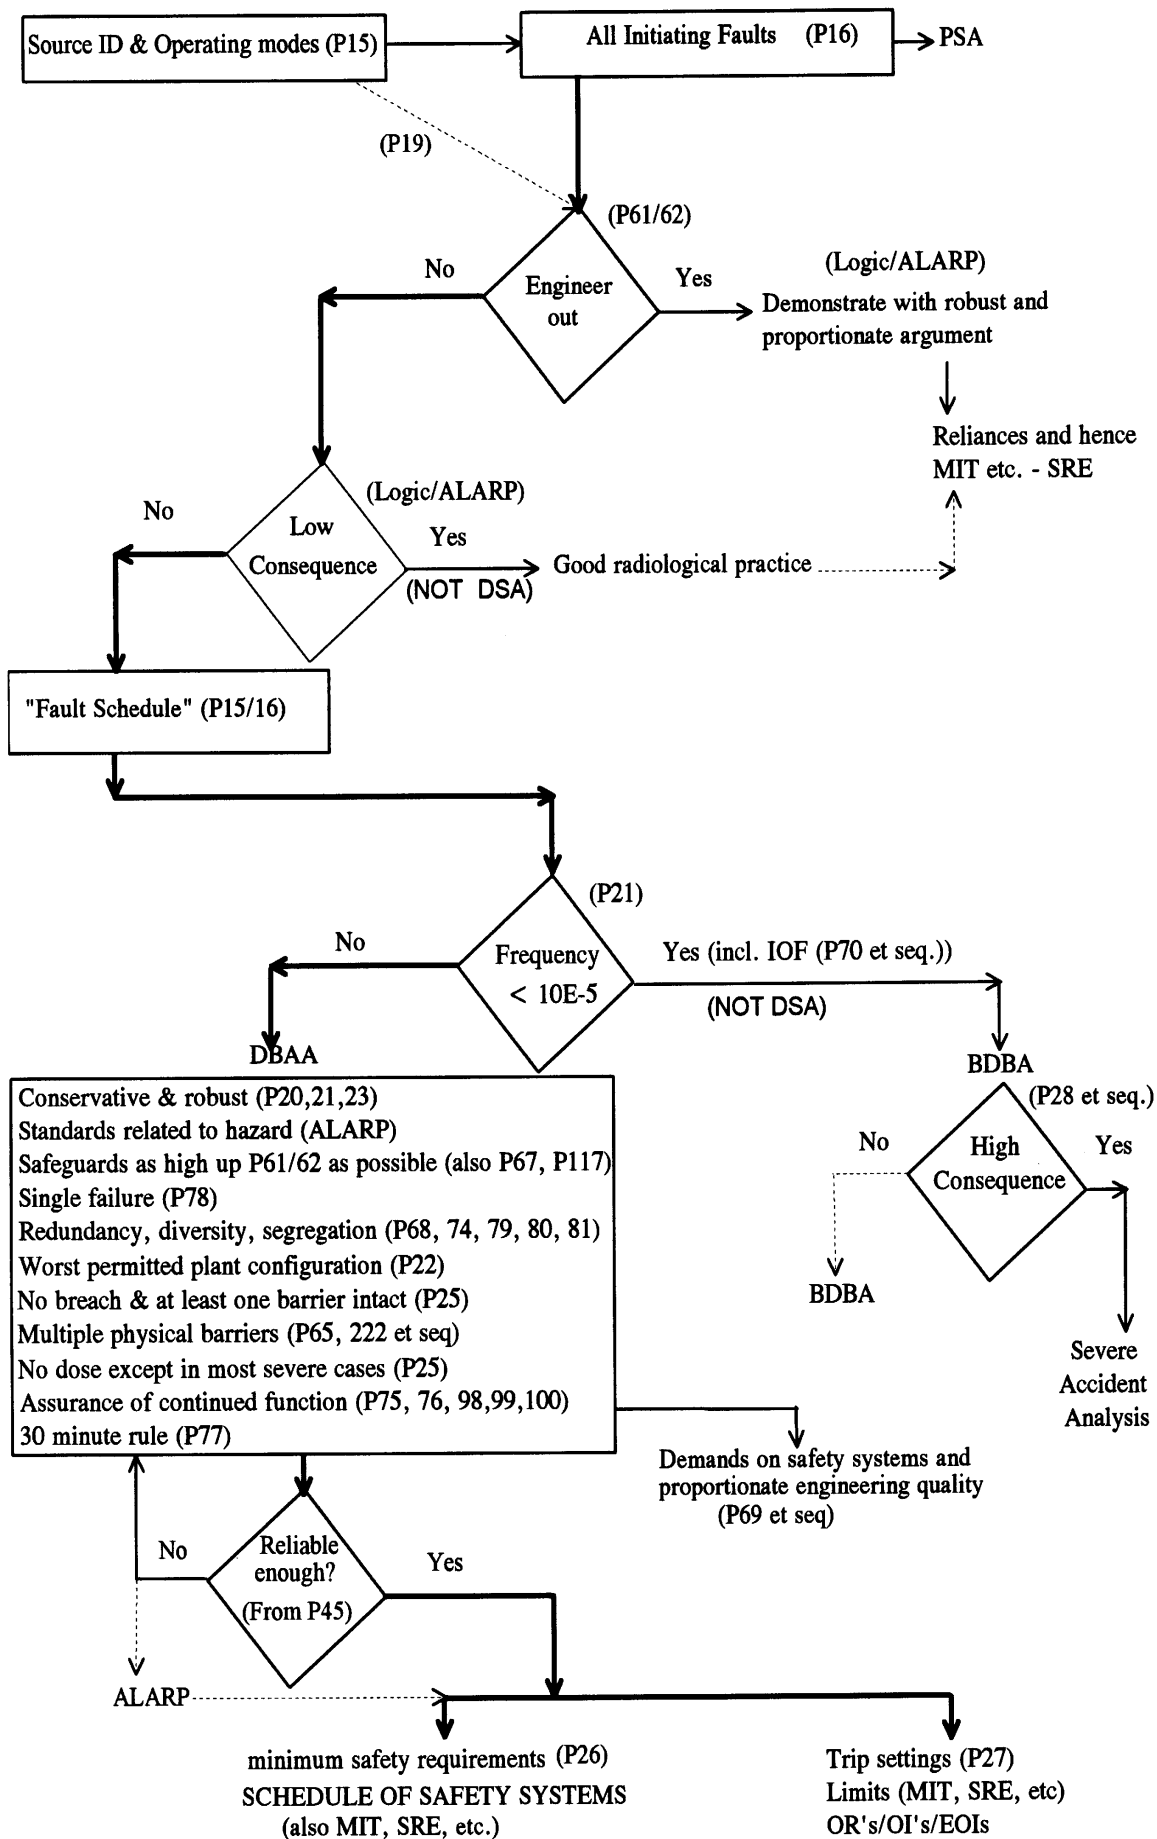 Source ID & Operating modes (P15)
All Initiating Faults (P16)
PSA
(P19)
(P61/62)
No
Engineer
out
Yes
(Logic/ALARP)
Demonstrate with robust and
proportionate argument
Reliances and hence
MIT etc. - SRE
(Logic/ALARP)
No
Low
Consequence
Yes
(NOT DSA)
Good radiological practice
"Fault Schedule" (P15/16)
(P21)
No
Frequency
< 10E-5
Yes (incl. IOF (P70 et seq.))
(NOT DSA)
DBAA
BDBA
(P28 et seq.)
No
High
Consequence
Yes
BDBA
Severe
Accident
Analysis
Conservative & robust (P20,21,23)
Standards related to hazard (ALARP)
Safeguards as high up P61/62 as possible (also P67, P117)
Single failure (P78)
Redundancy, diversity, segregation (P68, 74, 79, 80, 81)
Worst permitted plant configuration (P22)
No breach & at least one barrier intact (P25)
Multiple physical barriers (P65, 222 et seq)
No dose except in most severe cases (P25)
Assurance of continued function (P75, 76, 98,99,100)
30 minute rule (P77)
Demands on safety systems and
proportionate engineering quality
(P69 et seq)
No
Reliable
enough?
(From P45)
Yes
ALARP
minimum safety requirements (P26)
SCHEDULE OF SAFETY SYSTEMS
(also MIT, SRE, etc.)
Trip settings (P27)
Limits (MIT, SRE, etc)
OR's/OI's/EOIs